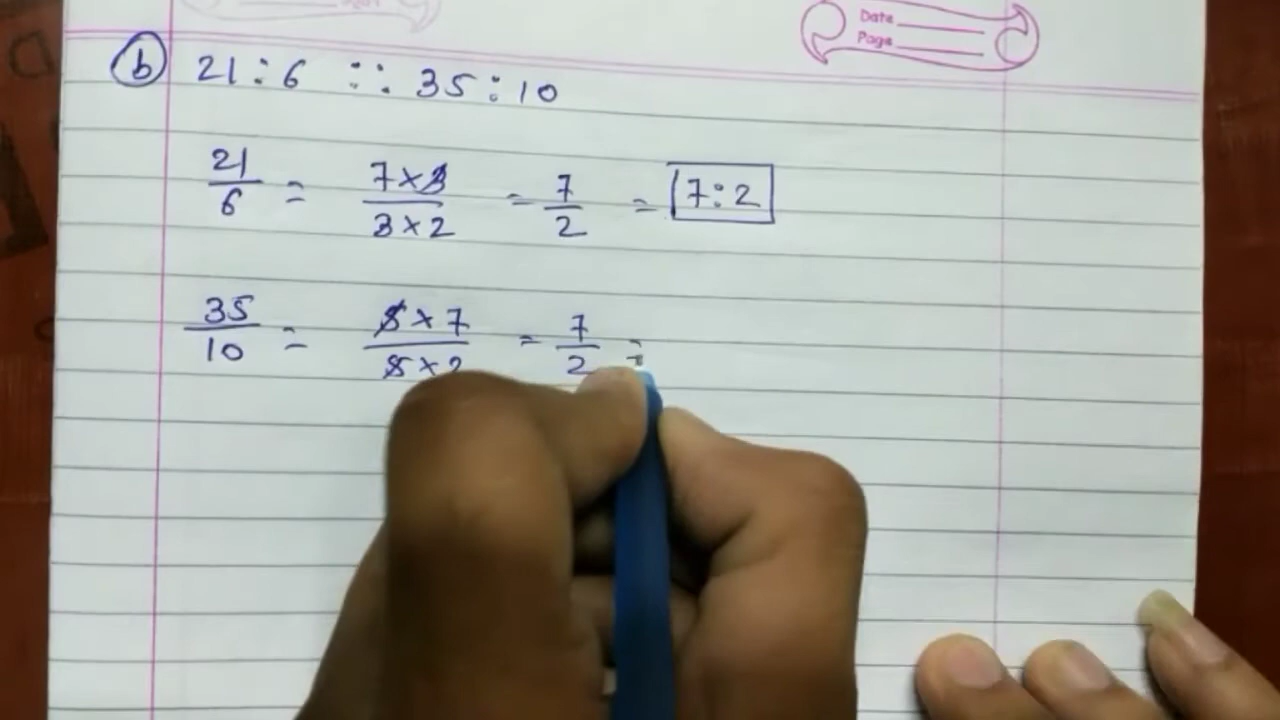 Date
Page
b 21 : 6 :: 35 : 10
21/6 = 7 × 3 / 3 × 2 = 7/2 = 7 : 2
35/10 = 5 × 7 / 5 × 2 = 7/2 =